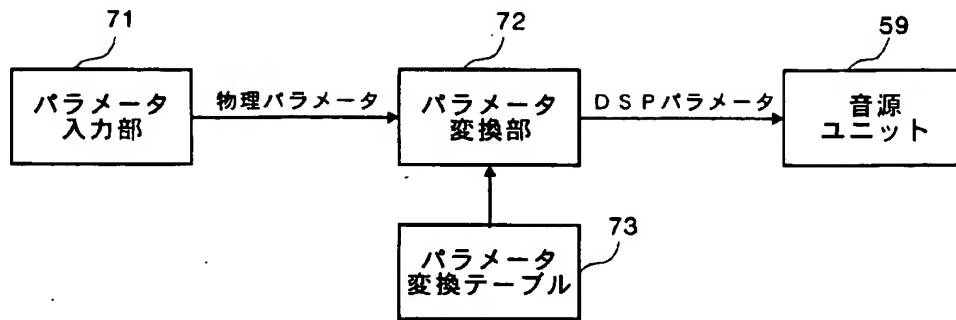 71
パラメータ
入力部
物理パラメータ
72
パラメータ
変換部
DSPパラメータ
59
音源
ユニット
73
パラメータ
変換テーブル